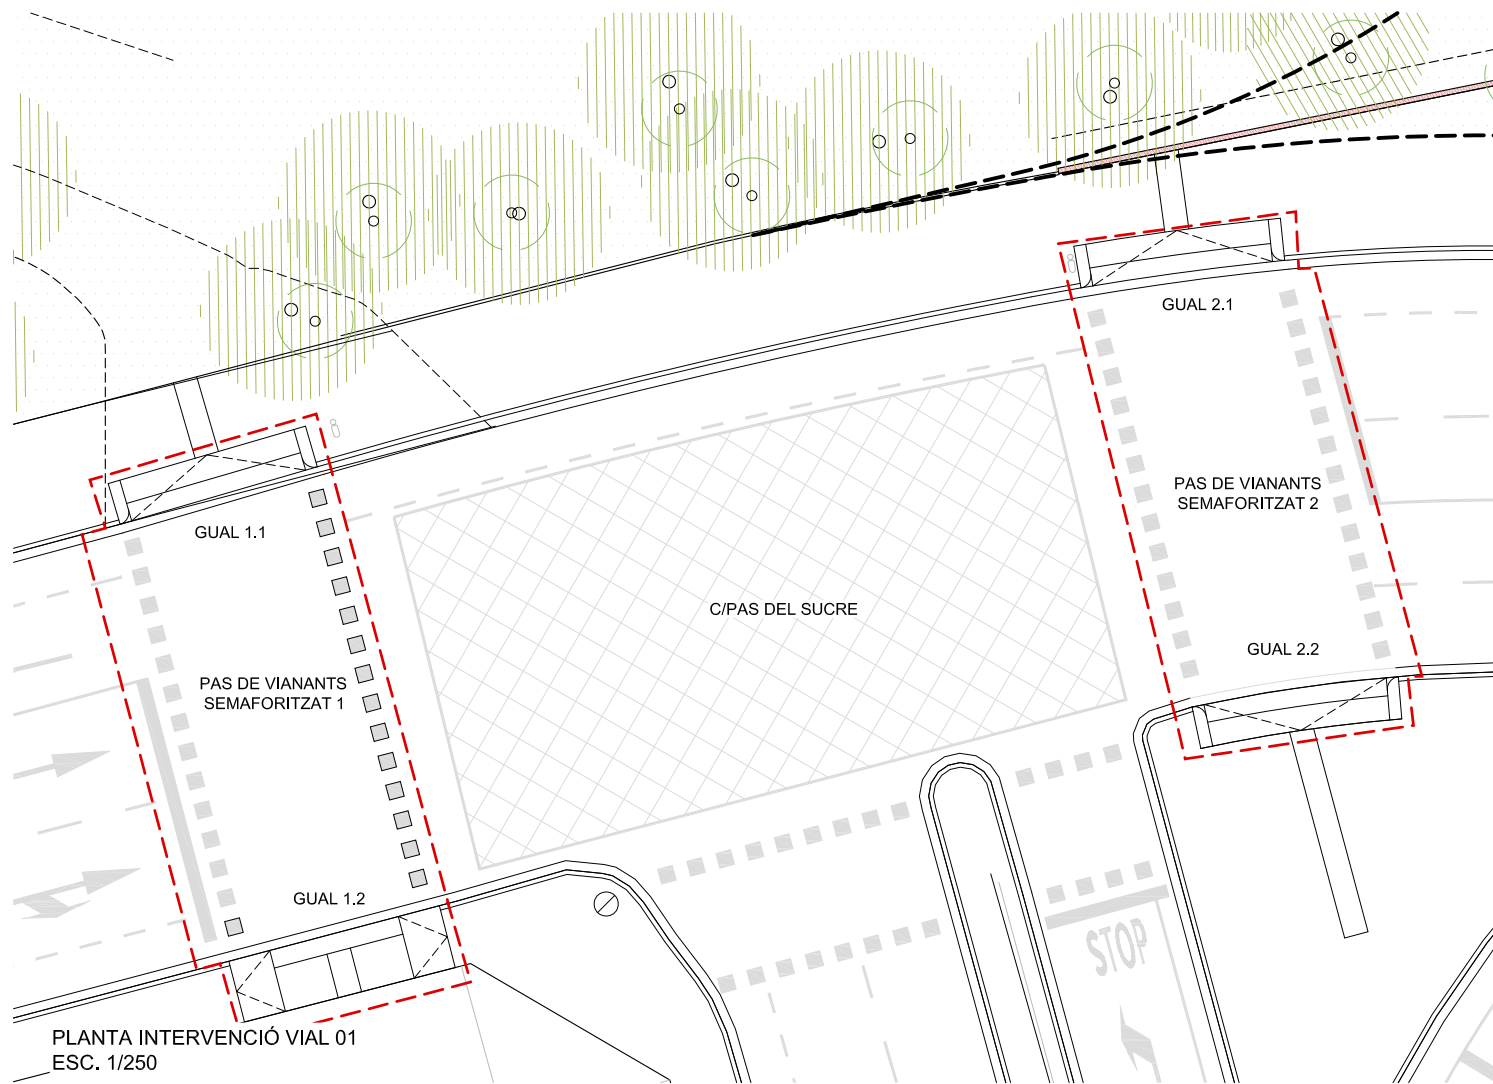 GUAL 2.1
PAS DE VIANANTS
SEMAFORITZAT 2
GUAL 1.1
C/PAS DEL SUCRE
GUAL 2.2
PAS DE VIANANTS
SEMAFORITZAT 1
GUAL 1.2
STOP
PLANTA INTERVENCIÓ VIAL 01
ESC. 1/250